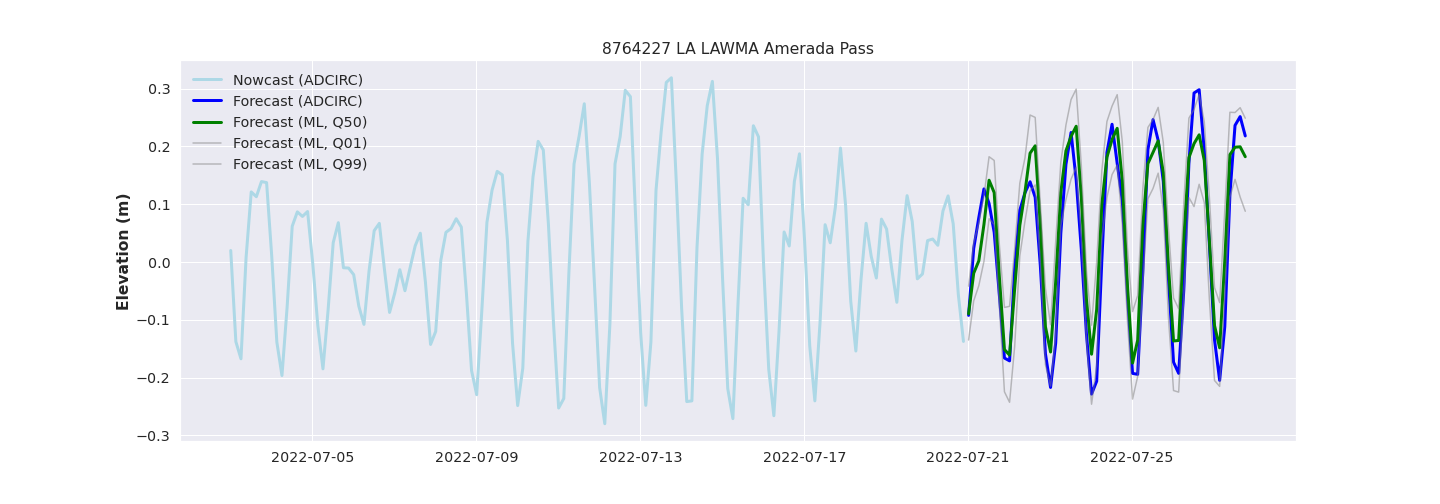 8764227 LA LAWMA Amerada Pass
Nowcast (ADCIRC)
Forecast (ADCIRC)
Forecast (ML, Q50)
Forecast (ML, Q01)
Forecast (ML, Q99)
Elevation (m)
0.3
0.2
0.1
0.0
−0.1
−0.2
−0.3
2022-07-05
2022-07-09
2022-07-13
2022-07-17
2022-07-21
2022-07-25